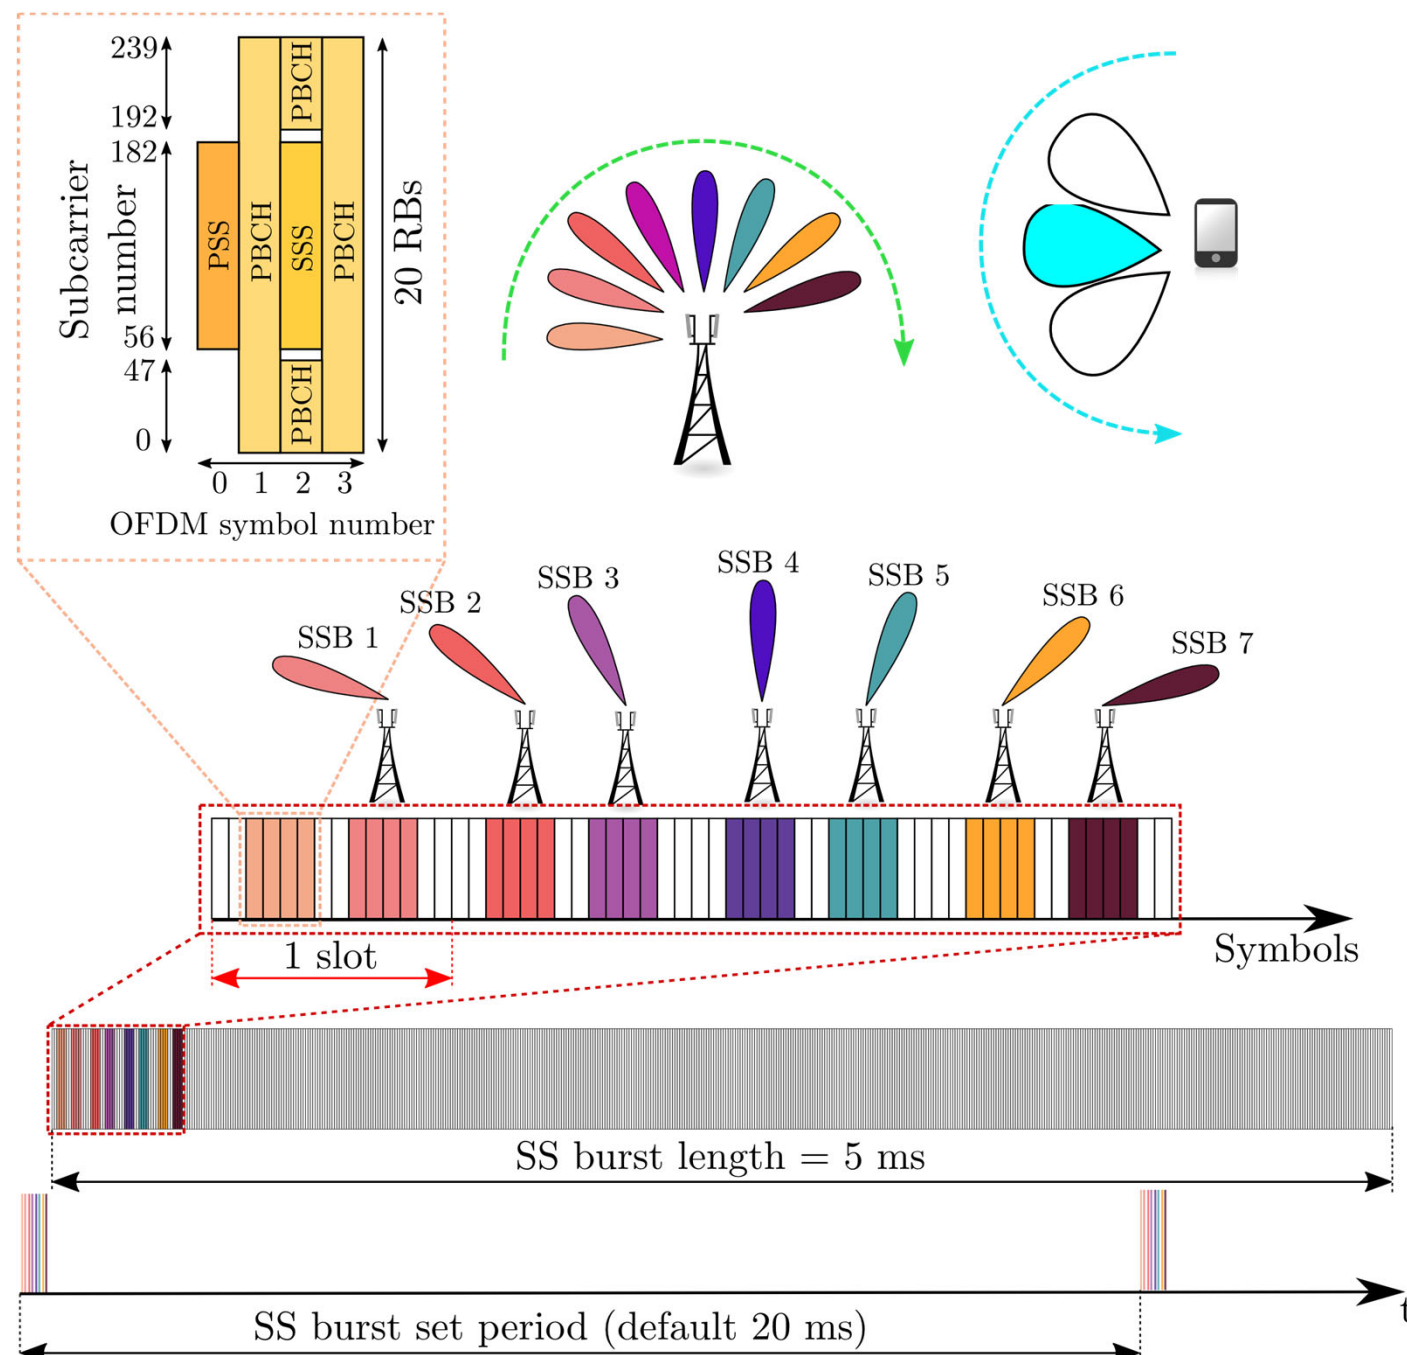 239
192
182
56
47
0
Subcarrier
number
PSS
PBCH
PBCH
SSS
PBCH
PBCH
20 RBs
0 1 2 3
OFDM symbol number
SSB 1
SSB 2
SSB 3
SSB 4
SSB 5
SSB 6
SSB 7
1 slot
Symbols
SS burst length = 5 ms
t
SS burst set period (default 20 ms)